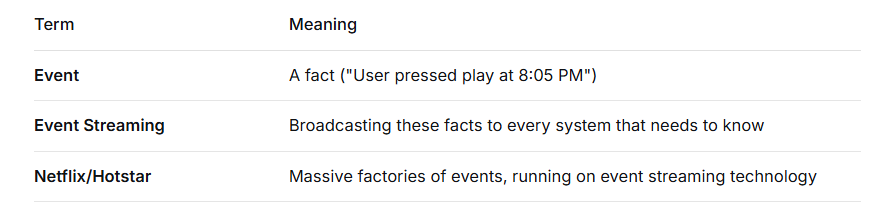 Term Meaning
Event A fact ("User pressed play at 8:05 PM")
Event Streaming Broadcasting these facts to every system that needs to know
Netflix/Hotstar Massive factories of events, running on event streaming technology